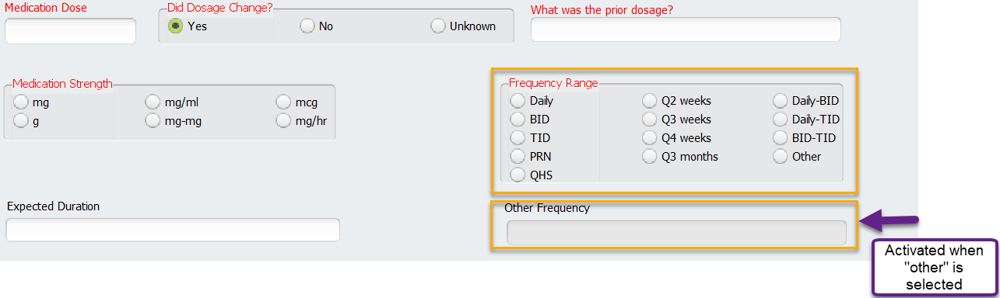 Medication Dose
Did Dosage Change?
Yes No Unknown
What was the prior dosage?
Medication Strength
mg mg/ml mcg
g mg-mg mg/hr
Frequency Range
Daily Q2 weeks Daily-BID
BID Q3 weeks Daily-TID
TID Q4 weeks BID-TID
PRN Q3 months Other
QHS
Expected Duration
Other Frequency
Activated when
"other" is
selected